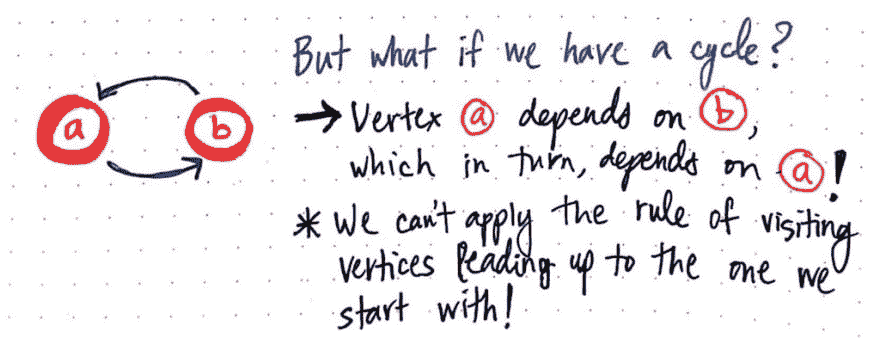 a
b
But what if we have a cycle?
→ Vertex a depends on b,
which in turn, depends on a!
* We can't apply the rule of visiting
vertices leading up to the one we
start with!